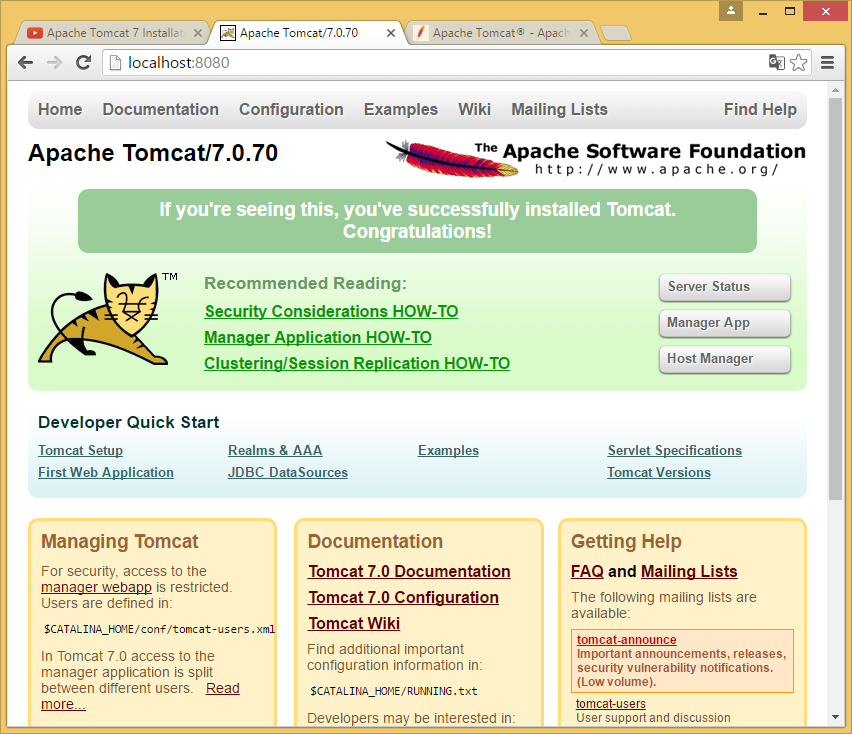 Apache Tomcat 7 Installat
Apache Tomcat/7.0.70
Apache Tomcat® - Apach
localhost:8080
Home Documentation Configuration Examples Wiki Mailing Lists Find Help
Apache Tomcat/7.0.70
The Apache Software Foundation
http://www.apache.org/
If you're seeing this, you've successfully installed Tomcat.
Congratulations!
TM
Recommended Reading:
Security Considerations HOW-TO
Manager Application HOW-TO
Clustering/Session Replication HOW-TO
Server Status
Manager App
Host Manager
Developer Quick Start
Tomcat Setup
First Web Application
Realms & AAA
JDBC DataSources
Examples
Servlet Specifications
Tomcat Versions
Managing Tomcat
For security, access to the
manager webapp is restricted.
Users are defined in:
$CATALINA_HOME/conf/tomcat-users.xml
In Tomcat 7.0 access to the
manager application is split
between different users. Read
more...
Documentation
Tomcat 7.0 Documentation
Tomcat 7.0 Configuration
Tomcat Wiki
Find additional important
configuration information in:
$CATALINA_HOME/RUNNING.txt
Developers may be interested in:
Getting Help
FAQ and Mailing Lists
The following mailing lists are
available:
tomcat-announce
Important announcements, releases,
security vulnerability notifications.
(Low volume).
tomcat-users
User support and discussion